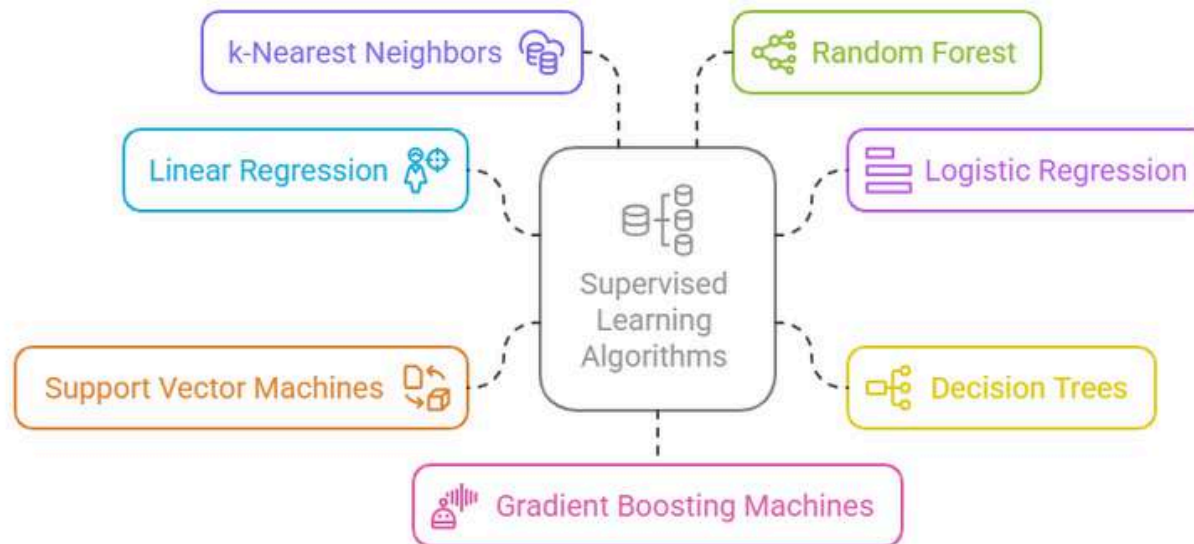 k-Nearest Neighbors
Random Forest
Linear Regression
Logistic Regression
Supervised
Learning
Algorithms
Support Vector Machines
Decision Trees
Gradient Boosting Machines